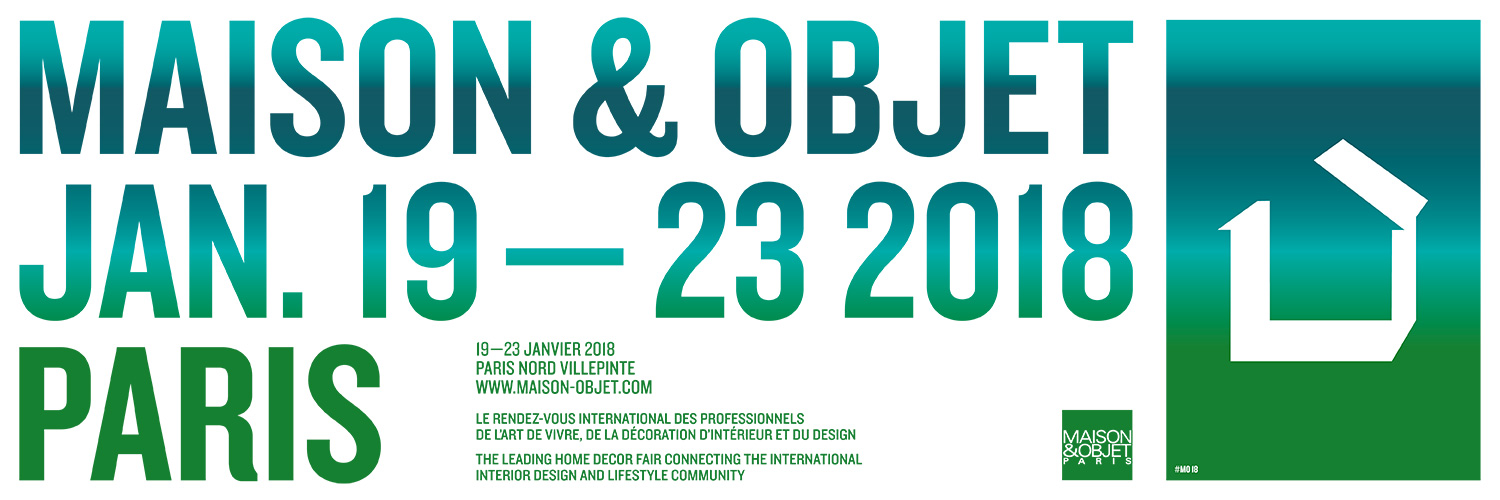 MAISON & OBJET
JAN. 19—23 2018
PARIS
19—23 JANVIER 2018
PARIS NORD VILLEPINTE
WWW.MAISON-OBJET.COM
LE RENDEZ-VOUS INTERNATIONAL DES PROFESSIONNELS
DE L'ART DE VIVRE, DE LA DÉCORATION D'INTÉRIEUR ET DU DESIGN
THE LEADING HOME DECOR FAIR CONNECTING THE INTERNATIONAL
INTERIOR DESIGN AND LIFESTYLE COMMUNITY
MAISON
&OBJET
PARIS
#MO18